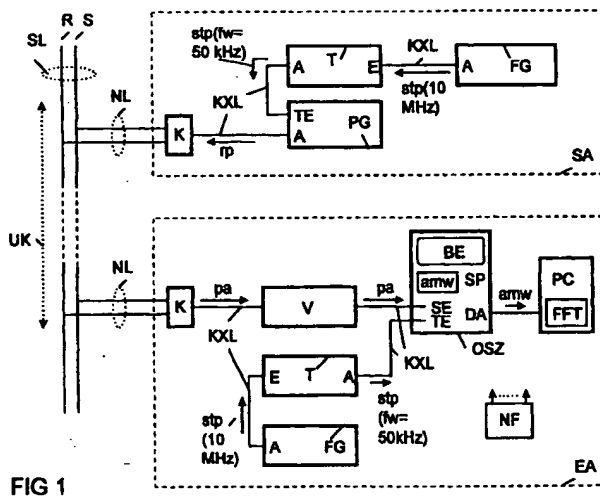 R S
SL
stp(fw=
50 kHz)
T
KXL
A
E
A
FG
stp(10
MHz)
NL
KXL
TE
PG
K
A
rp
SA
UK
BE
NL
pa
pa
amw
SP
amw
PC
K
V
SE
TE
DA
FFT
KXL
KXL
OSZ
E
T
A
stp
(fw=
50kHz)
stp
(10
MHz)
A
FG
NF
FIG 1
EA